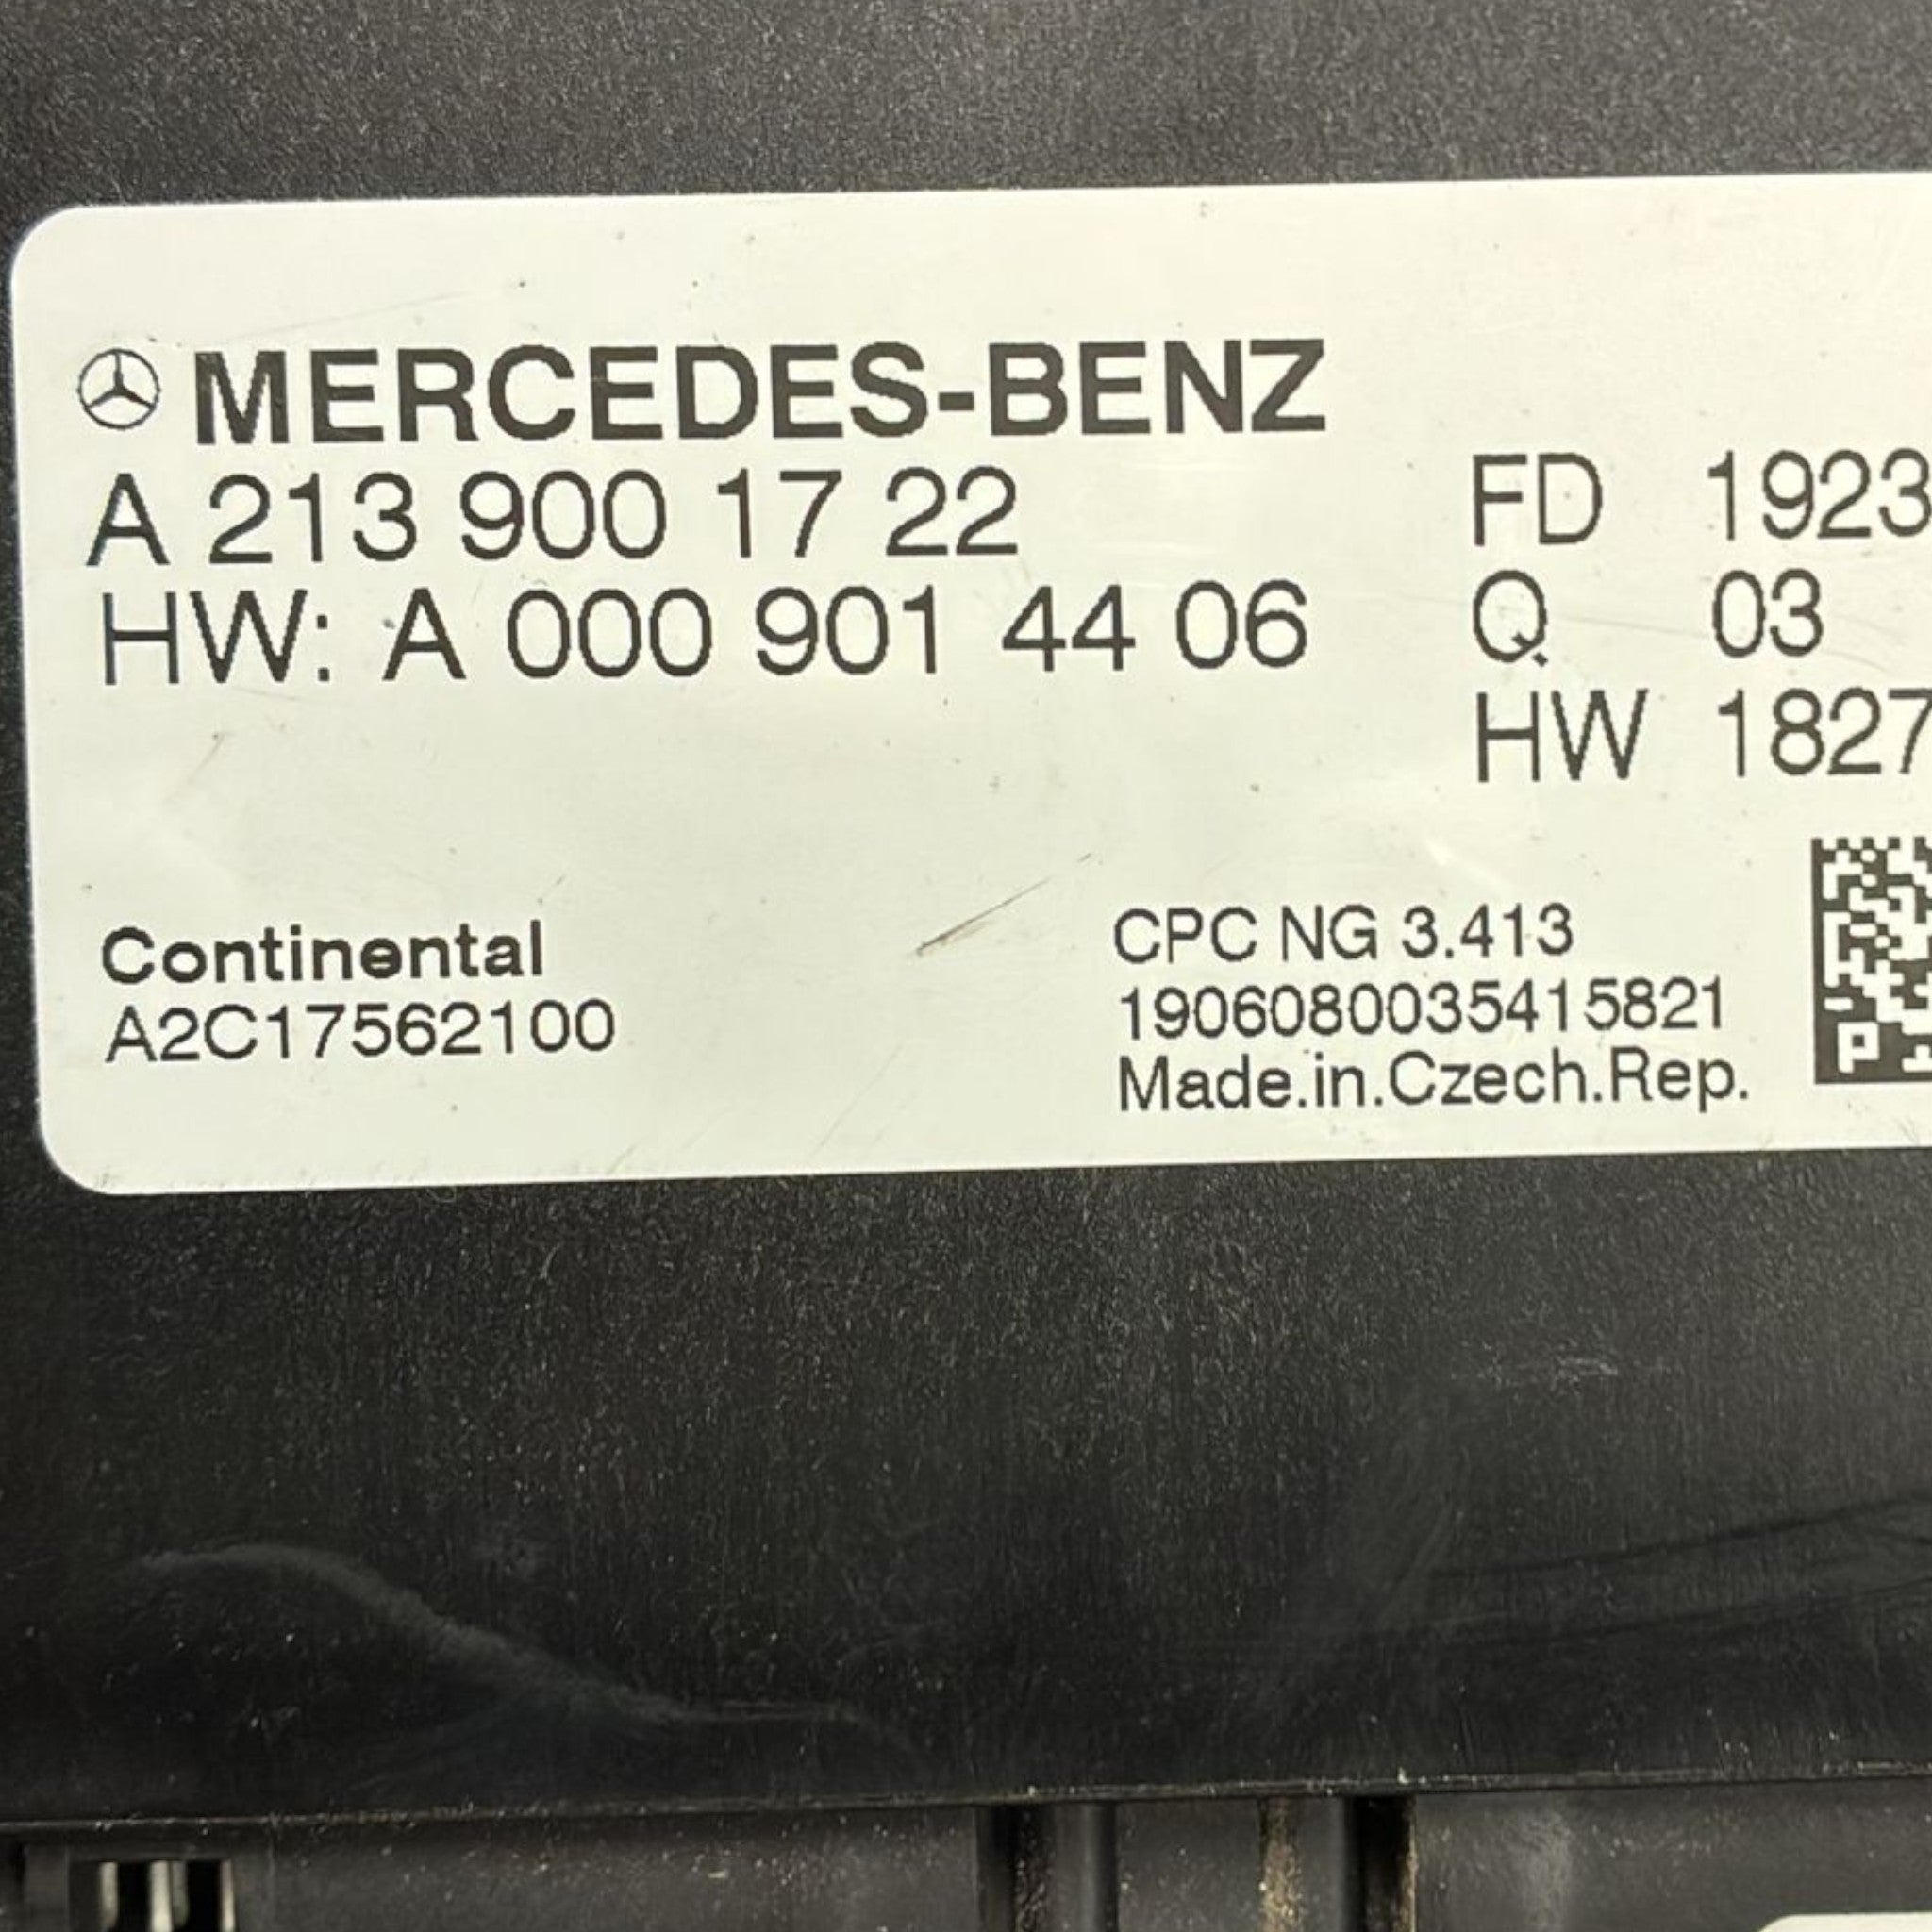 MERCEDES-BENZ
A 213 900 17 22
HW: A 000 901 44 06
FD 1923
Q 03
HW 1827
Continental
A2C17562100
CPC NG 3.413
1906080035415821
Made.in.Czech.Rep.